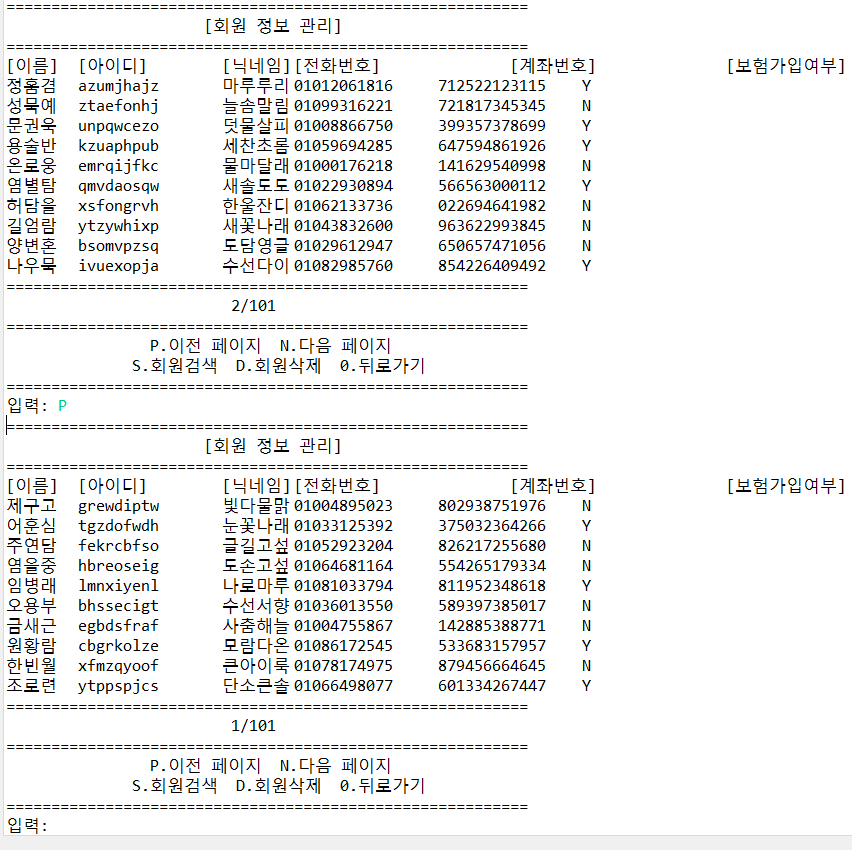 ==========================================================
[회원 정보 관리]
==========================================================
[이름] [아이디] [닉네임] [전화번호] [계좌번호] [보험가입여부]
정훔겸 azumjhajz 마루루리 01012061816 712522123115 Y
성묵예 ztaefonhj 늘솜말림 01099316221 721817345345 N
문권욱 unpqwcezo 덧물살피 01008866750 399357378699 Y
용술반 kzuaphpub 세찬초롬 01059694285 647594861926 Y
온로웅 emrqijfkc 물마달래 01000176218 141629540998 N
염별탐 qmvdaosqw 새솔도토 01022930894 566563000112 Y
허담을 xsfongrvh 한울잔디 01062133736 022694641982 N
길엄람 ytzywhixp 새꽃나래 01043832600 963622993845 N
양변혼 bsomvpzsq 도담영글 01029612947 650657471056 N
나우묵 ivuexopja 수선다이 01082985760 854226409492 Y
==========================================================
2/101
==========================================================
P.이전 페이지 N.다음 페이지
S.회원검색 D.회원삭제 0.뒤로가기
==========================================================
입력: P
==========================================================
[회원 정보 관리]
==========================================================
[이름] [아이디] [닉네임] [전화번호] [계좌번호] [보험가입여부]
제구고 grewdiptw 빛다물맑 01004895023 802938751976 N
어훈심 tgzdofwdh 눈꽃나래 01033125392 375032364266 Y
주연담 fekrcbfso 글길고섶 01052923204 826217255680 N
염을중 hbreoseig 도손고섶 01064681164 554265179334 N
임병래 lmnxiyenl 나로마루 01081033794 811952348618 Y
오용부 bhssecigt 수선서향 01036013550 589397385017 N
금새근 egbdsfraf 사춤해늘 01004755867 142885388771 N
원황람 cbgrkolze 모람다온 01086172545 533683157957 Y
한빈월 xfmzqyoof 큰아이룩 01078174975 879456664645 N
조로련 ytppspjcs 단소큰솔 01066498077 601334267447 Y
==========================================================
1/101
==========================================================
P.이전 페이지 N.다음 페이지
S.회원검색 D.회원삭제 0.뒤로가기
==========================================================
입력: